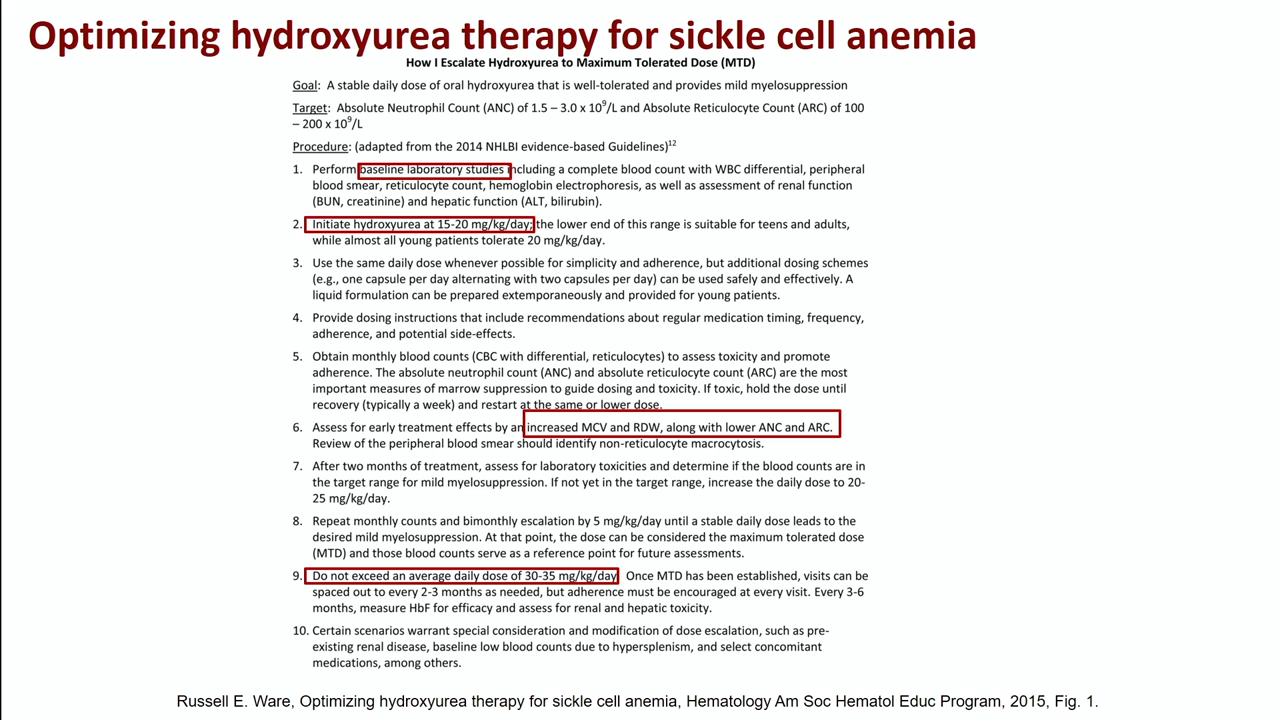 Optimizing hydroxyurea therapy for sickle cell anemia
How I Escalate Hydroxyurea to Maximum Tolerated Dose (MTD)
Goal: A stable daily dose of oral hydroxyurea that is well-tolerated and provides mild myelosuppression
Target: Absolute Neutrophil Count (ANC) of 1.5 – 3.0 x 10⁹/L and Absolute Reticulocyte Count (ARC) of 100
– 200 x 10⁹/L
Procedure: (adapted from the 2014 NHLBI evidence-based Guidelines)¹²
1. Perform baseline laboratory studies including a complete blood count with WBC differential, peripheral
blood smear, reticulocyte count, hemoglobin electrophoresis, as well as assessment of renal function
(BUN, creatinine) and hepatic function (ALT, bilirubin).
2. Initiate hydroxyurea at 15-20 mg/kg/day; the lower end of this range is suitable for teens and adults,
while almost all young patients tolerate 20 mg/kg/day.
3. Use the same daily dose whenever possible for simplicity and adherence, but additional dosing schemes
(e.g., one capsule per day alternating with two capsules per day) can be used safely and effectively. A
liquid formulation can be prepared extemporaneously and provided for young patients.
4. Provide dosing instructions that include recommendations about regular medication timing, frequency,
adherence, and potential side-effects.
5. Obtain monthly blood counts (CBC with differential, reticulocytes) to assess toxicity and promote
adherence. The absolute neutrophil count (ANC) and absolute reticulocyte count (ARC) are the most
important measures of marrow suppression to guide dosing and toxicity. If toxic, hold the dose until
recovery (typically a week) and restart at the same or lower dose.
6. Assess for early treatment effects by an increased MCV and RDW, along with lower ANC and ARC.
Review of the peripheral blood smear should identify non-reticulocyte macrocytosis.
7. After two months of treatment, assess for laboratory toxicities and determine if the blood counts are in
the target range for mild myelosuppression. If not yet in the target range, increase the daily dose to 20-
25 mg/kg/day.
8. Repeat monthly counts and bimonthly escalation by 5 mg/kg/day until a stable daily dose leads to the
desired mild myelosuppression. At that point, the dose can be considered the maximum tolerated dose
(MTD) and those blood counts serve as a reference point for future assessments.
9. Do not exceed an average daily dose of 30-35 mg/kg/day. Once MTD has been established, visits can be
spaced out to every 2-3 months as needed, but adherence must be encouraged at every visit. Every 3-6
months, measure HbF for efficacy and assess for renal and hepatic toxicity.
10. Certain scenarios warrant special consideration and modification of dose escalation, such as pre-
existing renal disease, baseline low blood counts due to hypersplenism, and select concomitant
medications, among others.
Russell E. Ware, Optimizing hydroxyurea therapy for sickle cell anemia, Hematology Am Soc Hematol Educ Program, 2015, Fig. 1.